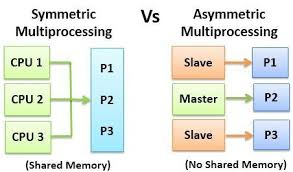 Symmetric
Multiprocessing
Vs
Asymmetric
Multiprocessing
CPU 1
CPU 2
CPU 3
P1
P2
P3
(Shared Memory)
Slave
P1
Master
P2
Slave
P3
(No Shared Memory)